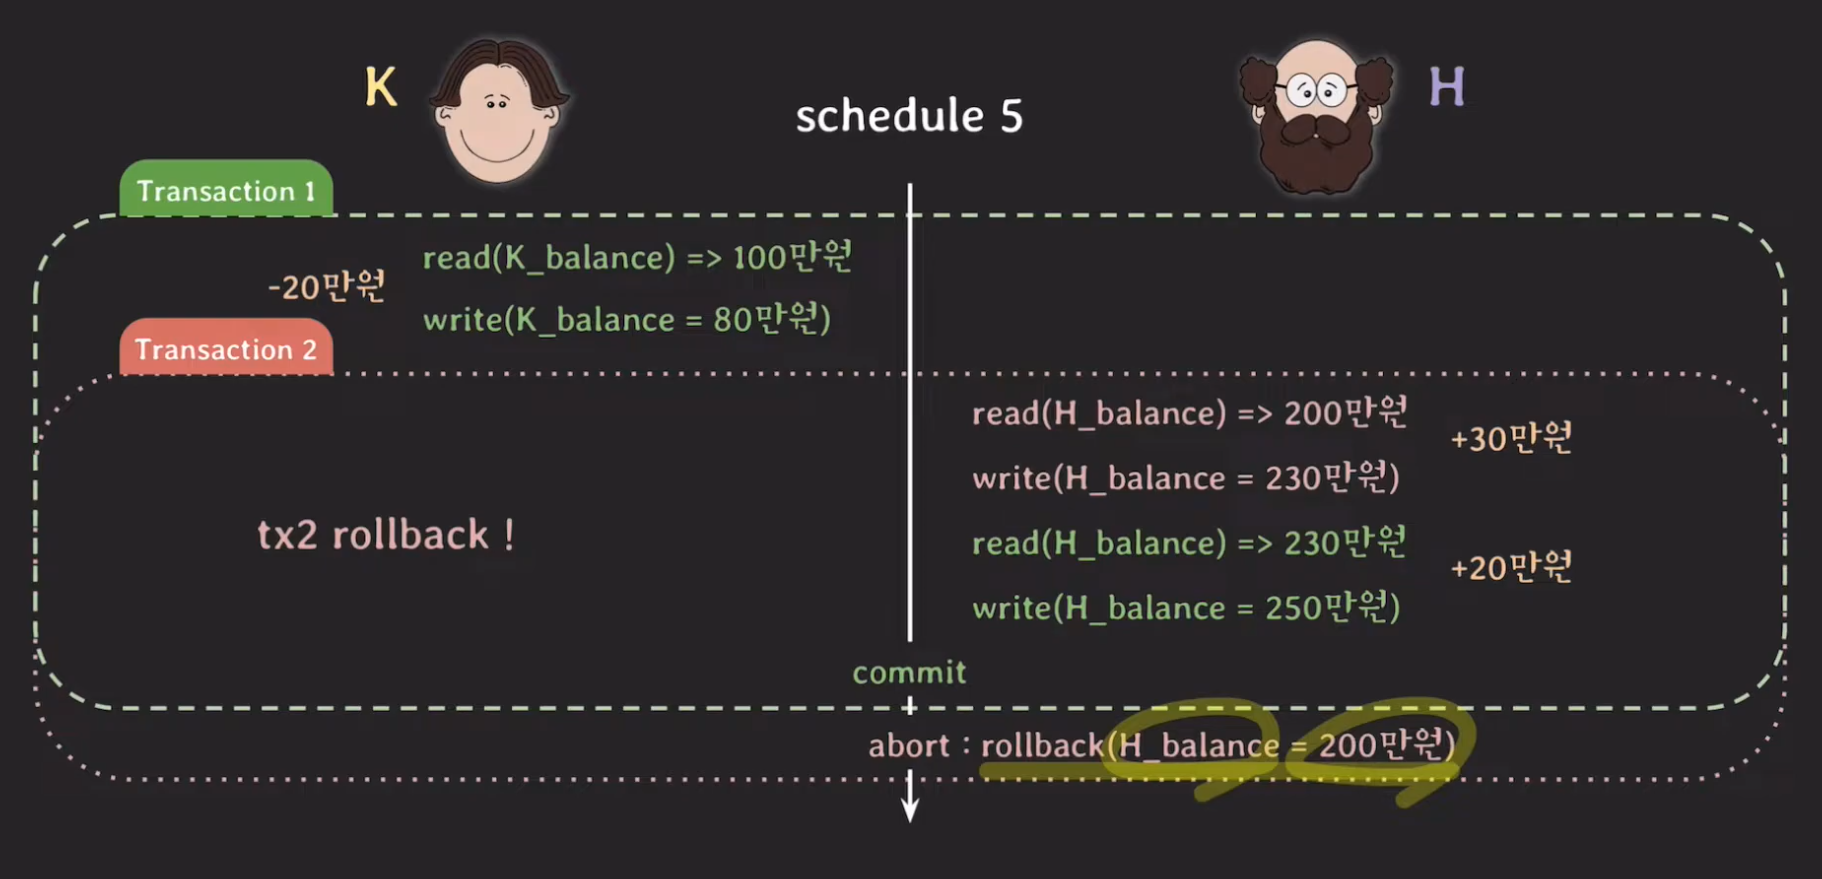 K
H
schedule 5
Transaction 1
read(K_balance) => 100만원
-20만원
write(K_balance = 80만원)
Transaction 2
read(H_balance) => 200만원
+30만원
write(H_balance = 230만원)
tx2 rollback !
read(H_balance) => 230만원
+20만원
write(H_balance = 250만원)
commit
abort : rollback(H_balance = 200만원)